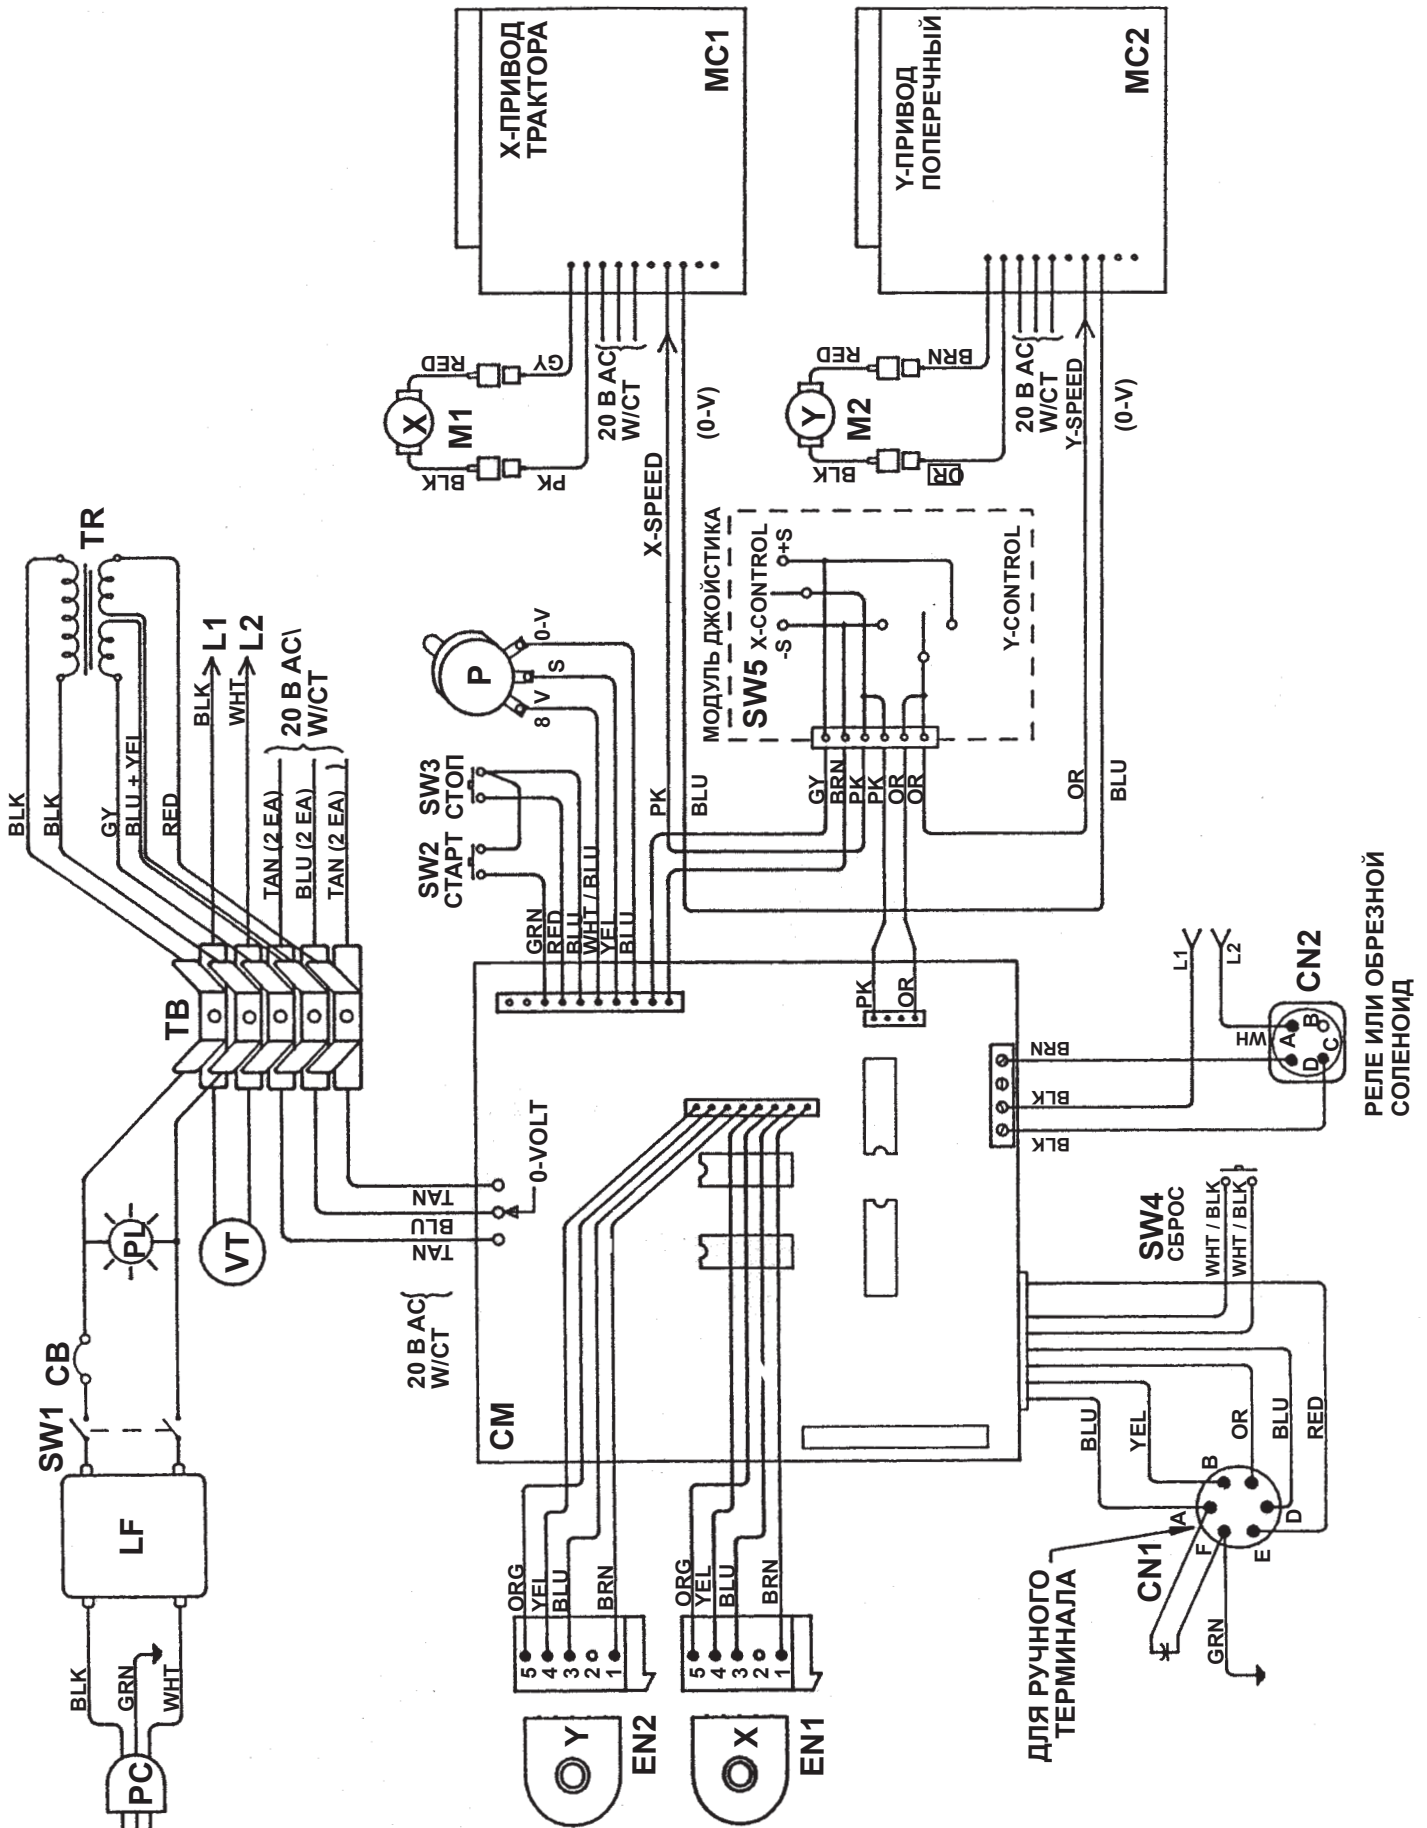 PC
BLK
GRN
WHT
LF
SW1
CB
PL
VT
TB
BLK
BLK
GY
BLU + YEL
RED
TR
BLK
L1
WHT
L2
TAN (2 EA)
BLU (2 EA)
TAN (2 EA)
20 В AC\
W/CT
20 В AC
W/CT
TAN
BLU
TAN
0-VOLT
CM
SW2
СТАРТ
SW3
СТОП
P
8 V
S
0-V
GRN
RED
BLU
WHT / BLU
YEL
BLU
X
M1
RED
BLK
GY
PK
20 В AC
W/CT
X-SPEED
(0-V)
X-ПРИВОД
ТРАКТОРА
MC1
PK
BLU
МОДУЛЬ ДЖОЙСТИКА
SW5
X-CONTROL
-S
+S
Y-CONTROL
GY
BRN
PK
PK
OR
OR
OR
BLU
Y
M2
RED
BLK
BRN
OR
20 В AC
W/CT
Y-SPEED
(0-V)
Y-ПРИВОД
ПОПЕРЕЧНЫЙ
MC2
Y
EN2
5
4
3
2
1
ORG
YEL
BLU
BRN
X
EN1
5
4
3
2
1
ORG
YEL
BLU
BRN
PK
OR
BRN
BLK
BLK
L1
L2
WH
A
B
C
D
CN2
РЕЛЕ ИЛИ ОБРЕЗНОЙ
СОЛЕНОИД
SW4
СБРОС
WHT / BLK
WHT / BLK
BLU
YEL
OR
BLU
RED
ДЛЯ РУЧНОГО
ТЕРМИНАЛА
CN1
A
B
D
E
F
GRN